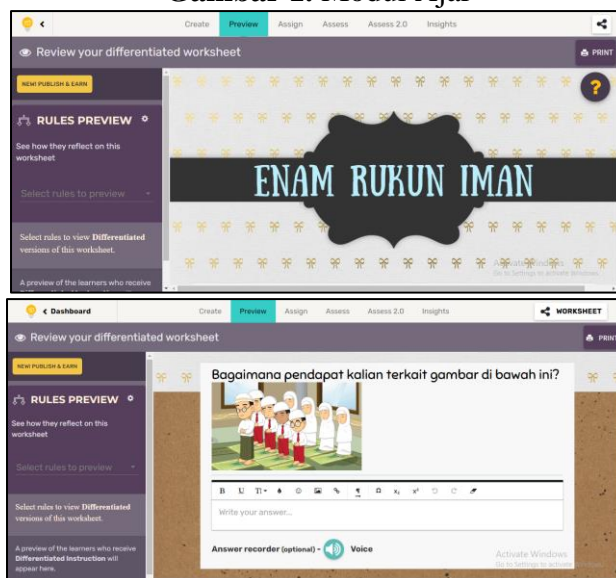 Create Preview Assign Assess Assess 2.0 Insights
Review your differentiated worksheet
PRINT
NEW! PUBLISH & EARN
RULES PREVIEW
See how they reflect on this
worksheet
Select rules to preview
Select rules to view Differentiated
versions of this worksheet.
A preview of the learners who receive
?
ENAM RUKUN IMAN
Activate Windows
Go to Settings to activate Windows.
Dashboard
Create Preview Assign Assess Assess 2.0 Insights
WORKSHEET
Review your differentiated worksheet
PRINT
NEW! PUBLISH & EARN
RULES PREVIEW
See how they reflect on this
worksheet
Select rules to preview
Select rules to view Differentiated
versions of this worksheet.
A preview of the learners who receive
Differentiated Instruction will
appear here.
Bagaimana pendapat kalian terkait gambar di bawah ini?
B U TI Ω x₂ x²
Write your answer...
Answer recorder (optional) - Voice
Activate Windows
Go to Settings to activate Windows.